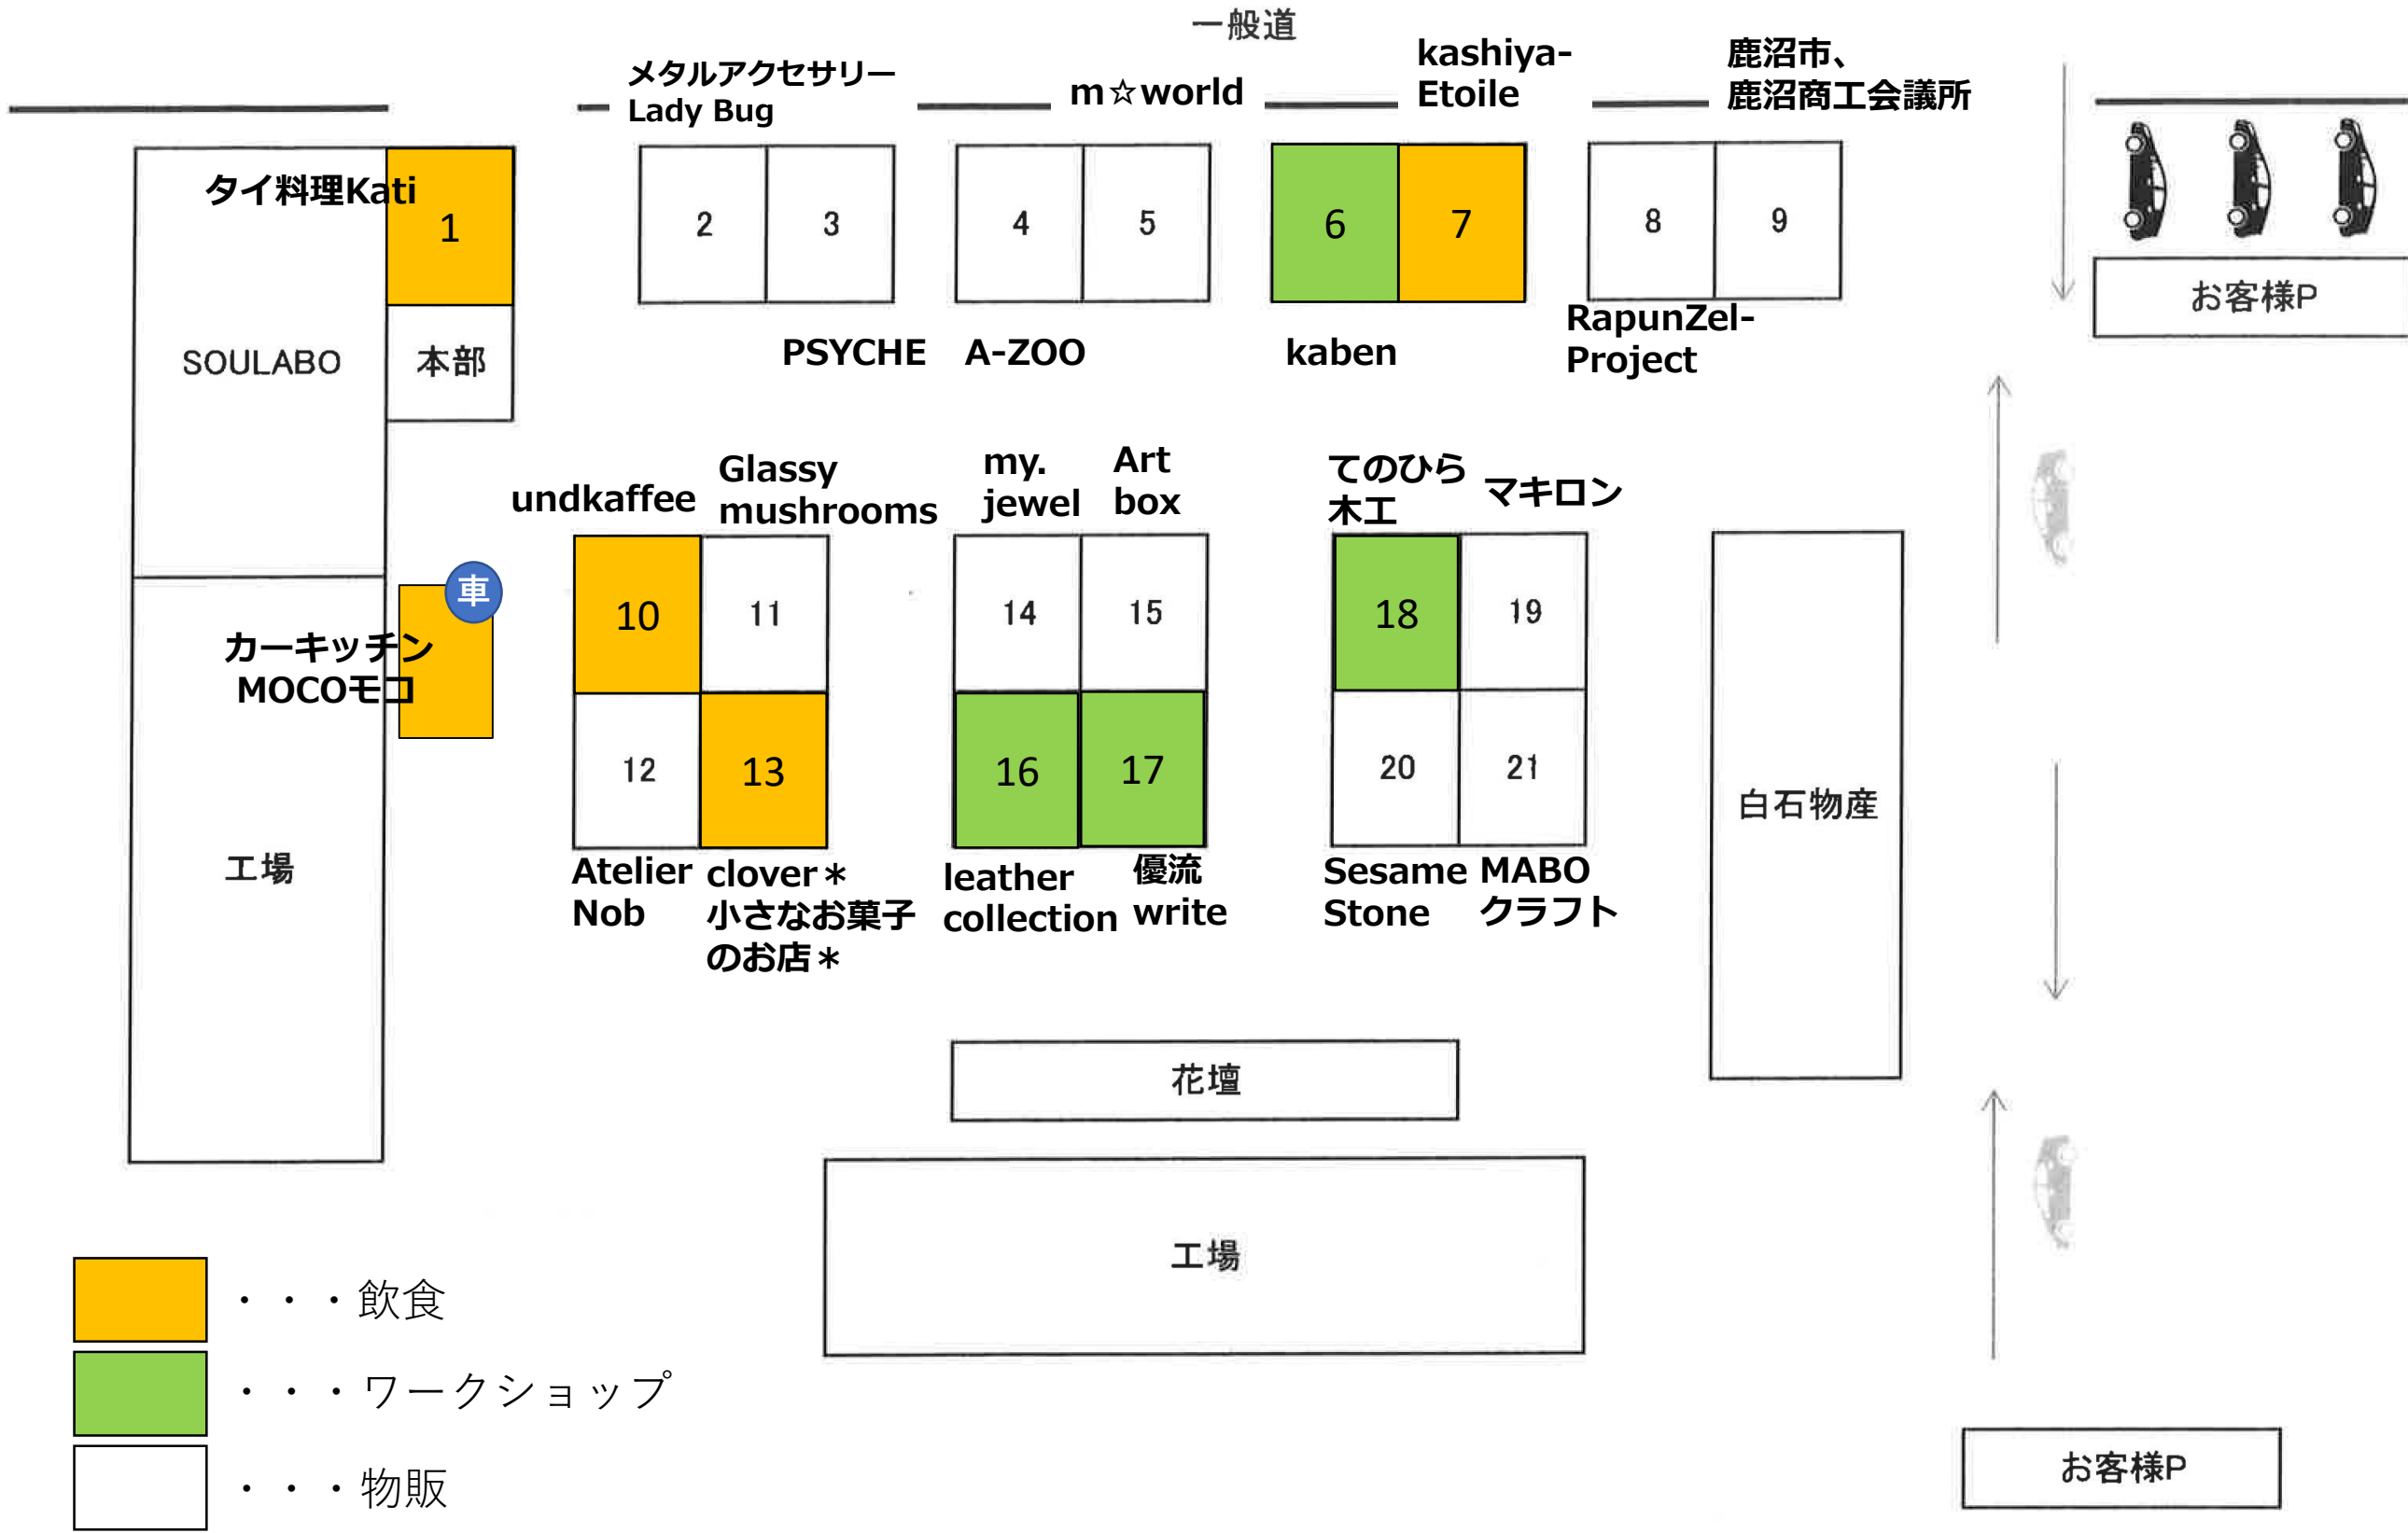 一般道
メタルアクセサリー
Lady Bug
m☆world
kashiya-
Etoile
鹿沼市、
鹿沼商工会議所
タイ料理Kati
1
2
3
4
5
6
7
8
9
お客様P
SOULABO
本部
PSYCHE
A-ZOO
kaben
RapunZel-
Project
undkaffee
Glassy
mushrooms
my.
jewel
Art
box
てのひら
木工
マキロン
車
カーキッチン
MOCOモコ
10
11
14
15
18
19
12
13
16
17
20
21
白石物産
工場
Atelier
Nob
clover＊
小さなお菓子
のお店＊
leather
collection
優流
write
Sesame
Stone
MABO
クラフト
花壇
工場
・・・飲食
・・・ワークショップ
・・・物販
お客様P